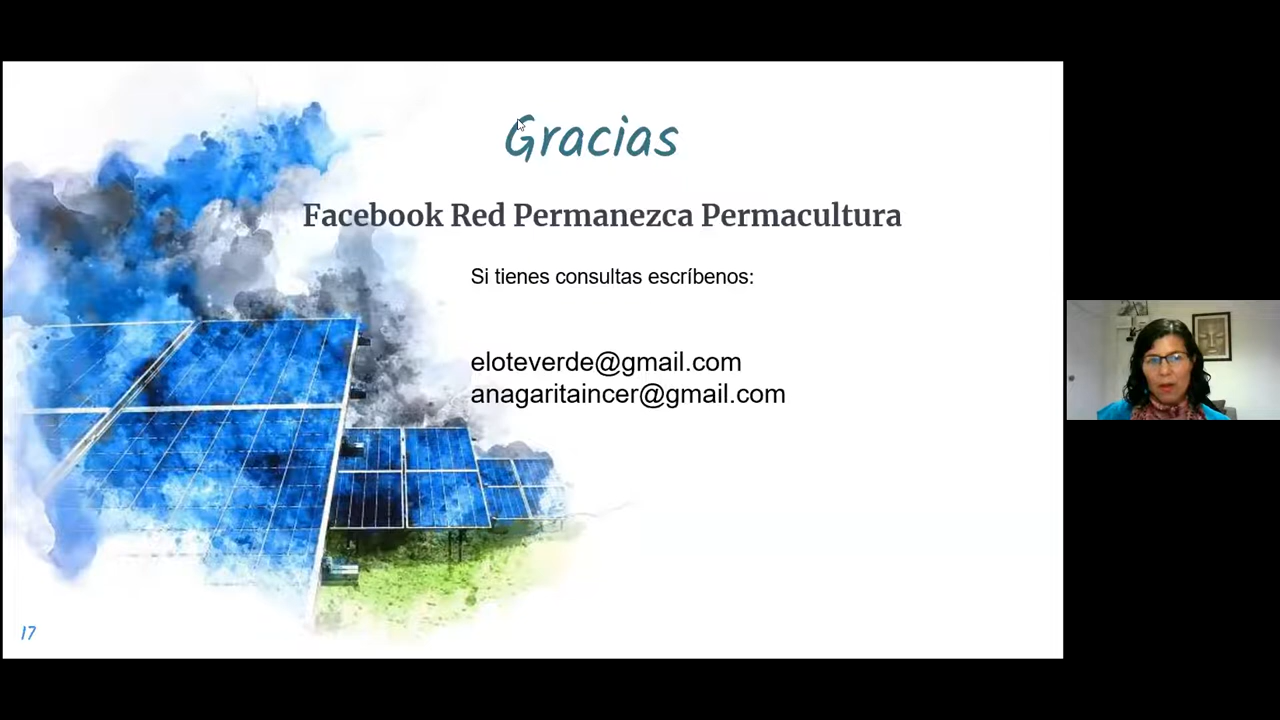 Gracias
Facebook Red Permanezca Permacultura
Si tienes consultas escríbenos:
eloteverde@gmail.com
anagaritaincer@gmail.com
17